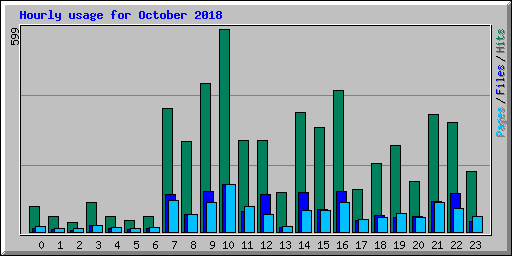 Hourly usage for October 2018
599
Pages / Files / Hits
0 1 2 3 4 5 6 7 8 9 10 11 12 13 14 15 16 17 18 19 20 21 22 23